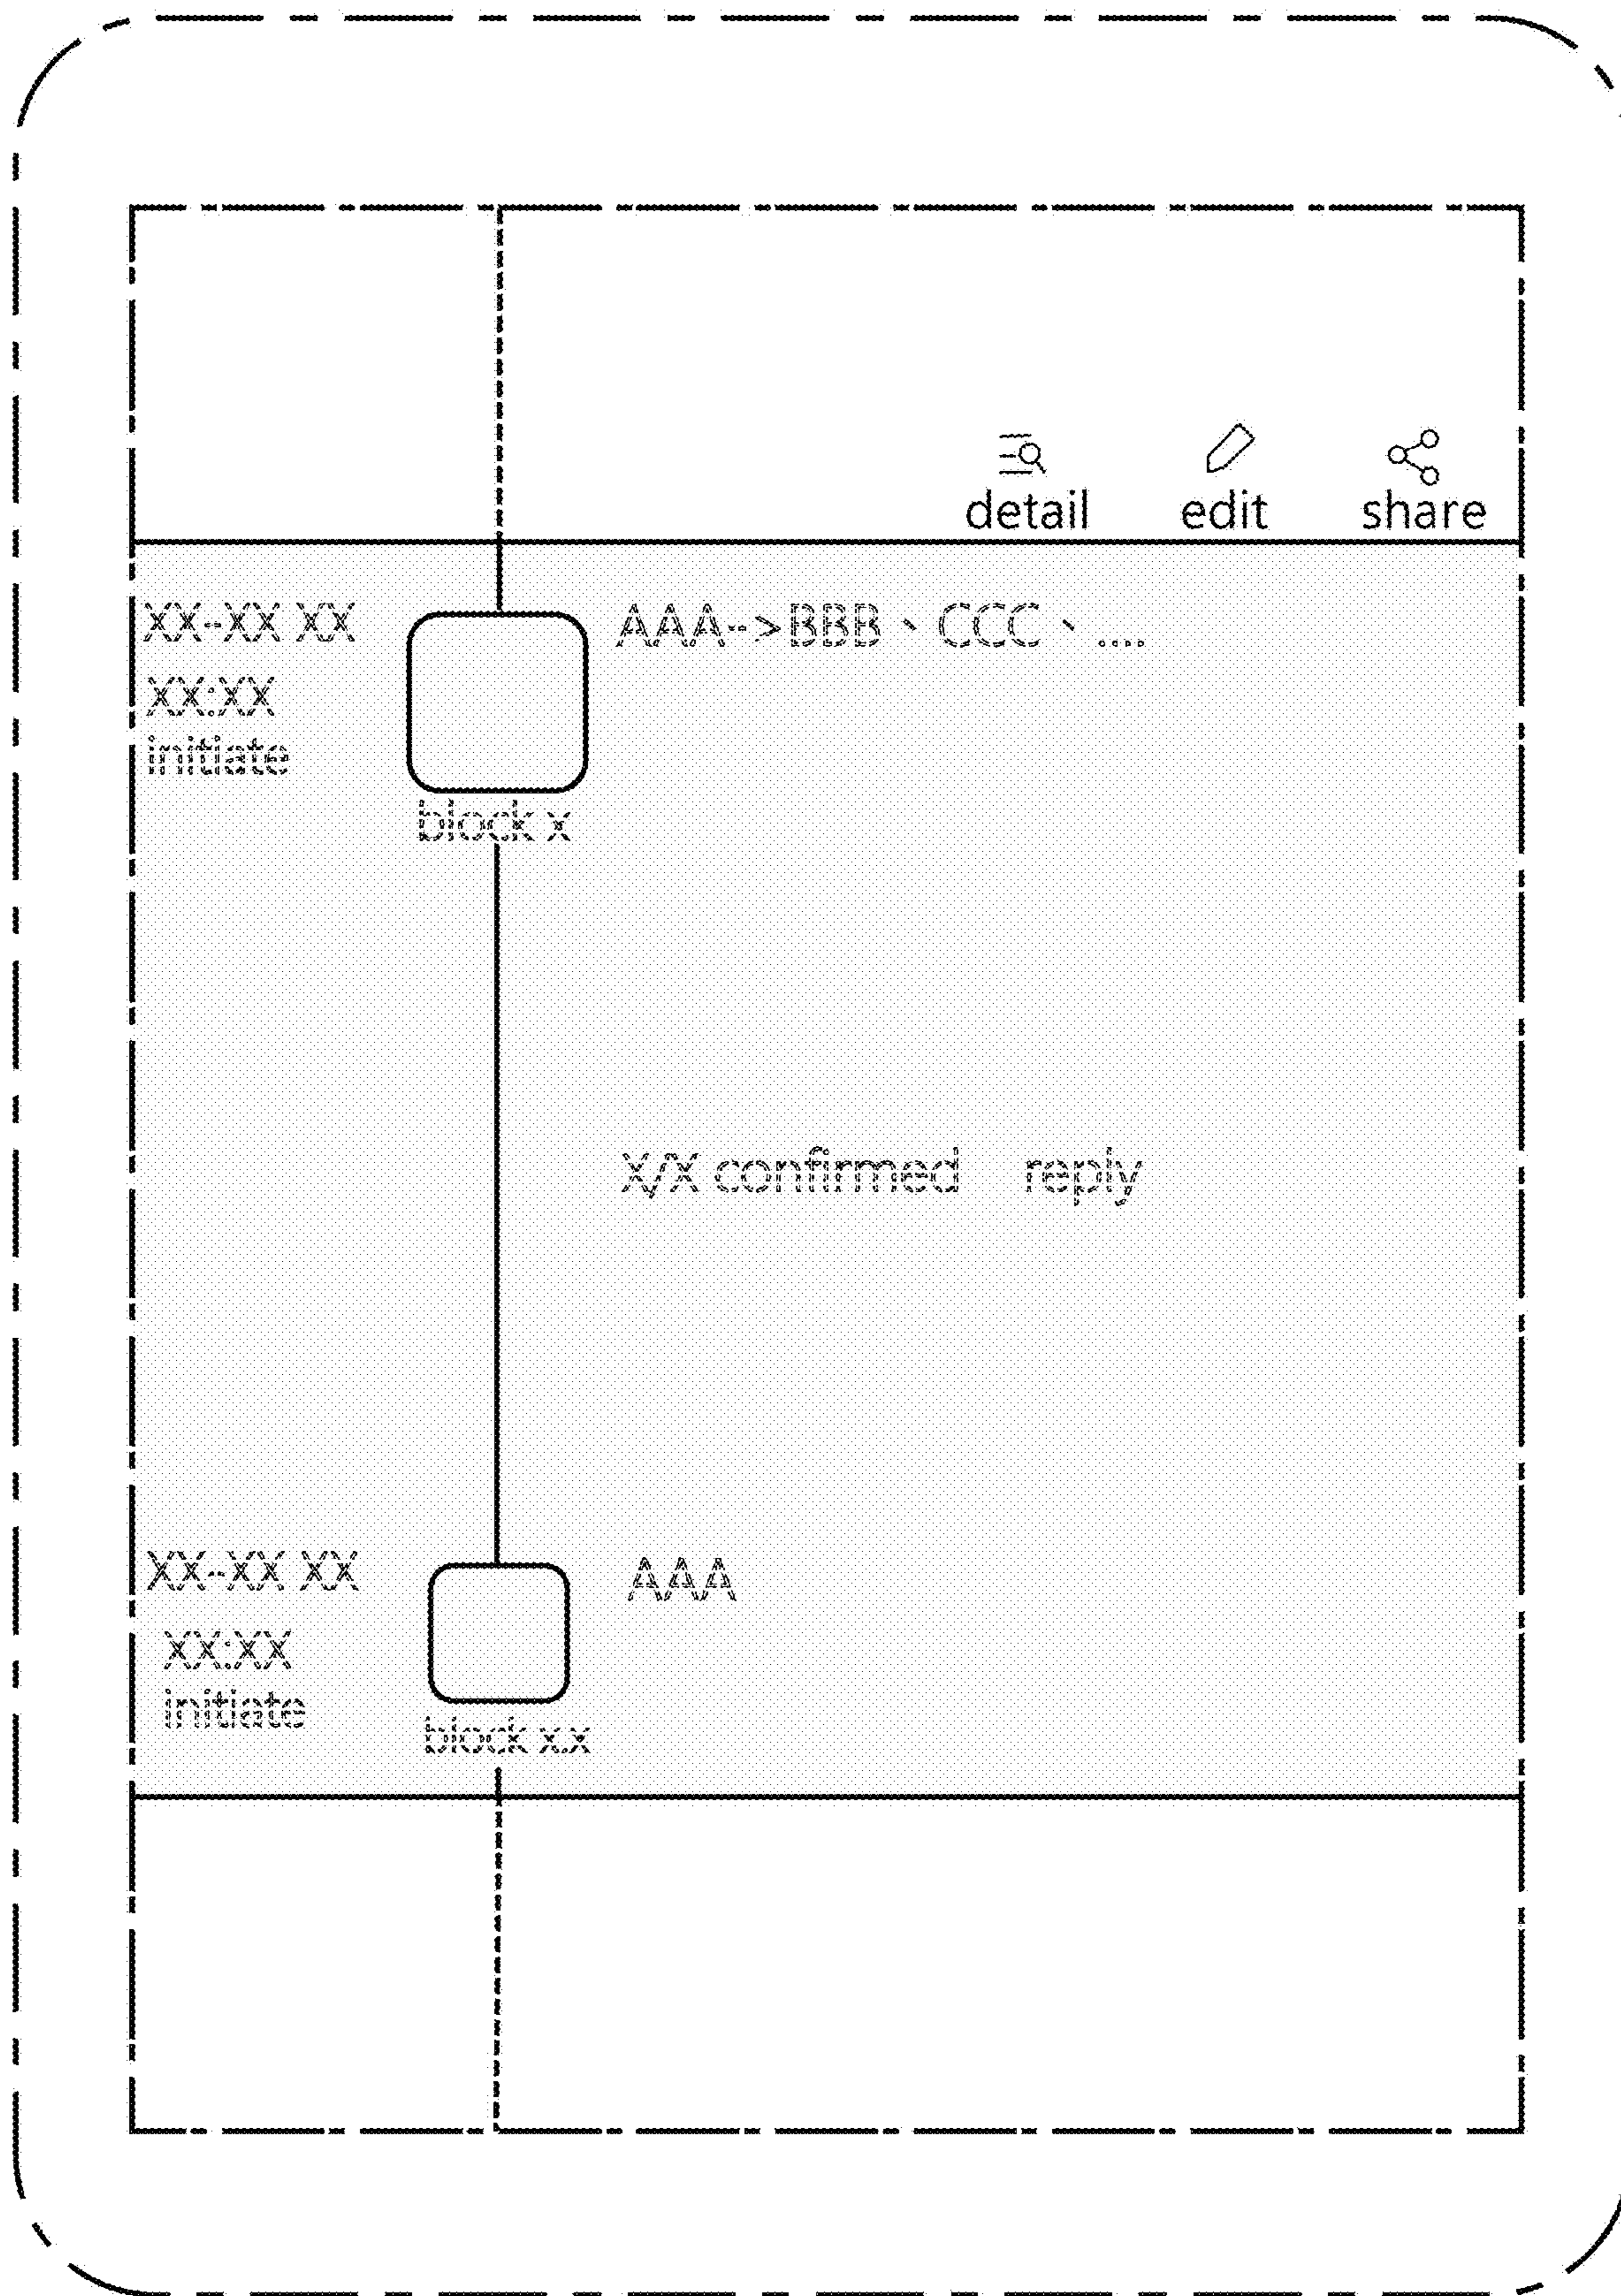 detail edit share
XX-XX XX AAA-->BBB、CCC、....
XX:XX
initiate
block x
X/X confirmed reply
XX-XX XX AAA
XX:XX
initiate
block xx